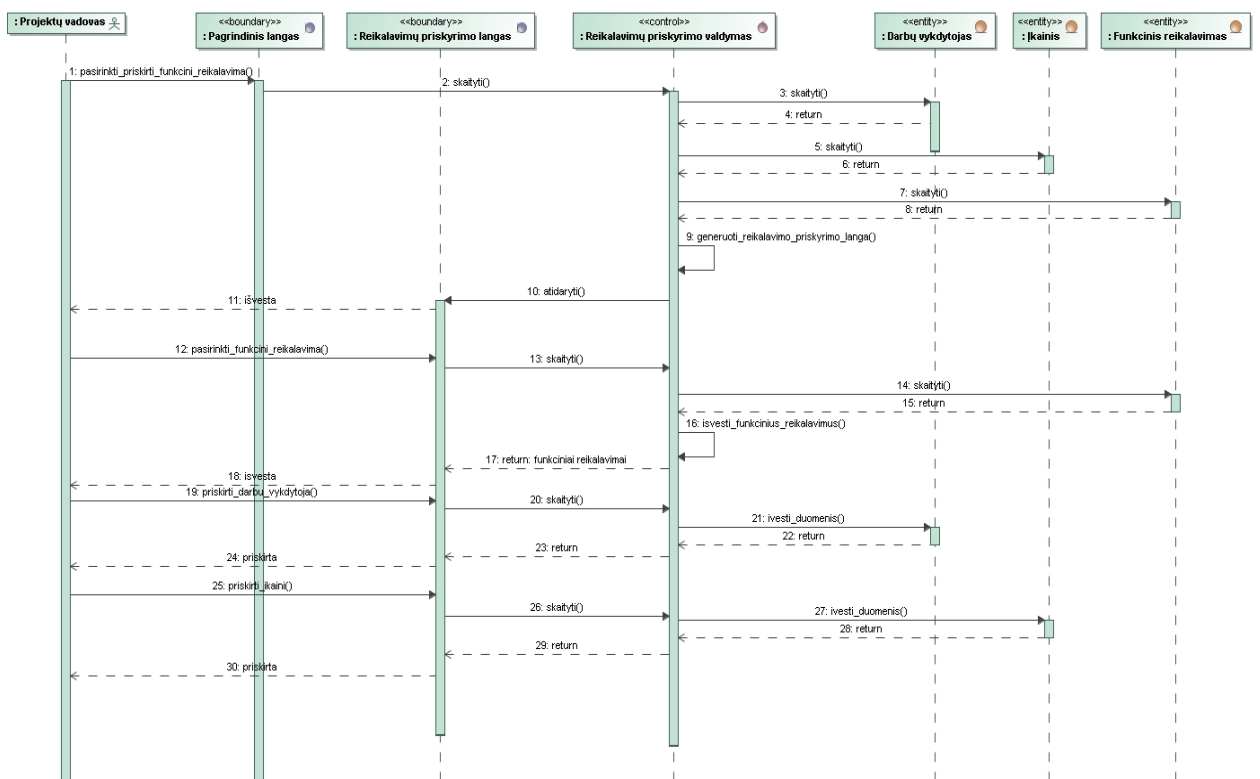 : Projektų vadovas
<<boundary>>
: Pagrindinis langas
<<boundary>>
: Reikalavimų priskyrimo langas
<<control>>
: Reikalavimų priskyrimo valdymas
<<entity>>
: Darbų vykdytojas
<<entity>>
: Įkainis
<<entity>>
: Funkcinis reikalavimas
1: pasirinkti_priskirti_funkcini_reikalavima()
2: skaityti()
3: skaityti()
4: return
5: skaityti()
6: return
7: skaityti()
8: return
9: generuoti_reikalavimo_priskyrimo_langa()
10: atidaryti()
11: išvesta
12: pasirinkti_funkcini_reikalavima()
13: skaityti()
14: skaityti()
15: return
16: isvesti_funkcinius_reikalavimus()
17: return: funkciniai reikalavimai
18: isvesta
19: priskirti_darbu_vykdytoja()
20: skaityti()
21: ivesti_duomenis()
22: return
23: return
24: priskirta
25: priskirti_ikaini()
26: skaityti()
27: ivesti_duomenis()
28: return
29: return
30: priskirta